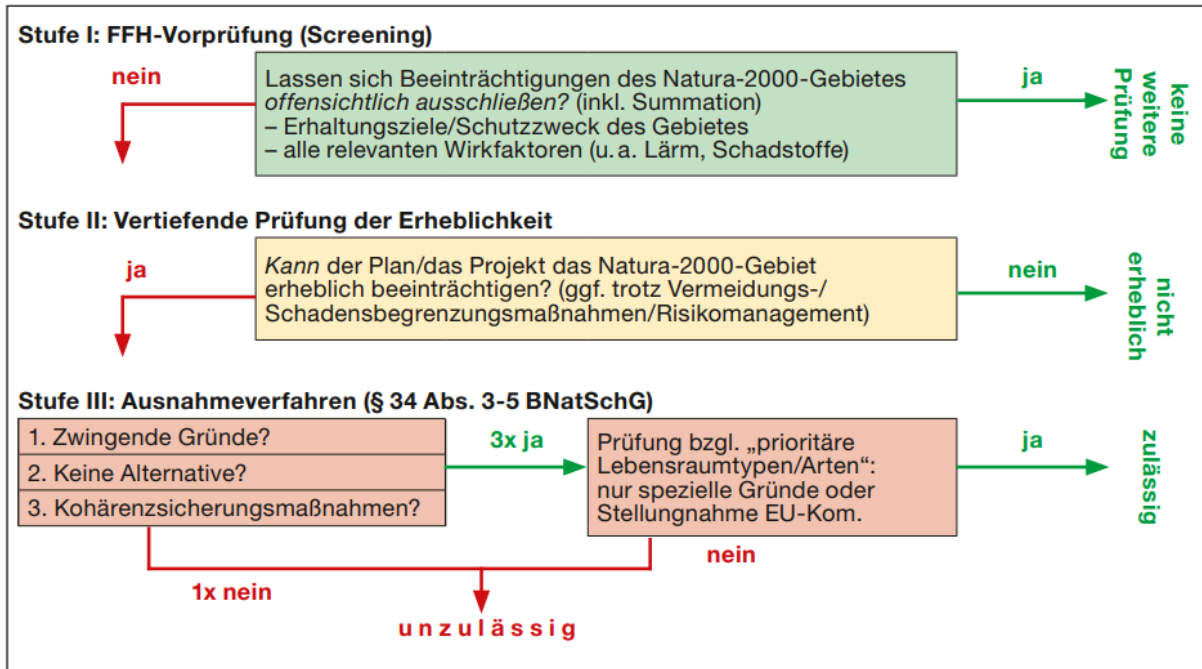 Stufe I: FFH-Vorprüfung (Screening)
nein
Lassen sich Beeinträchtigungen des Natura-2000-Gebietes
offensichtlich ausschließen? (inkl. Summation)
– Erhaltungsziele/Schutzzweck des Gebietes
– alle relevanten Wirkfaktoren (u. a. Lärm, Schadstoffe)
ja
keine
weitere
Prüfung
Stufe II: Vertiefende Prüfung der Erheblichkeit
ja
Kann der Plan/das Projekt das Natura-2000-Gebiet
erheblich beeinträchtigen? (ggf. trotz Vermeidungs-/
Schadensbegrenzungsmaßnahmen/Risikomanagement)
nein
nicht
erheblich
Stufe III: Ausnahmeverfahren (§ 34 Abs. 3-5 BNatSchG)
1. Zwingende Gründe?
2. Keine Alternative?
3. Kohärenzsicherungsmaßnahmen?
3x ja
Prüfung bzgl. „prioritäre
Lebensraumtypen/Arten“:
nur spezielle Gründe oder
Stellungnahme EU-Kom.
ja
zulässig
1x nein
nein
unzulässig